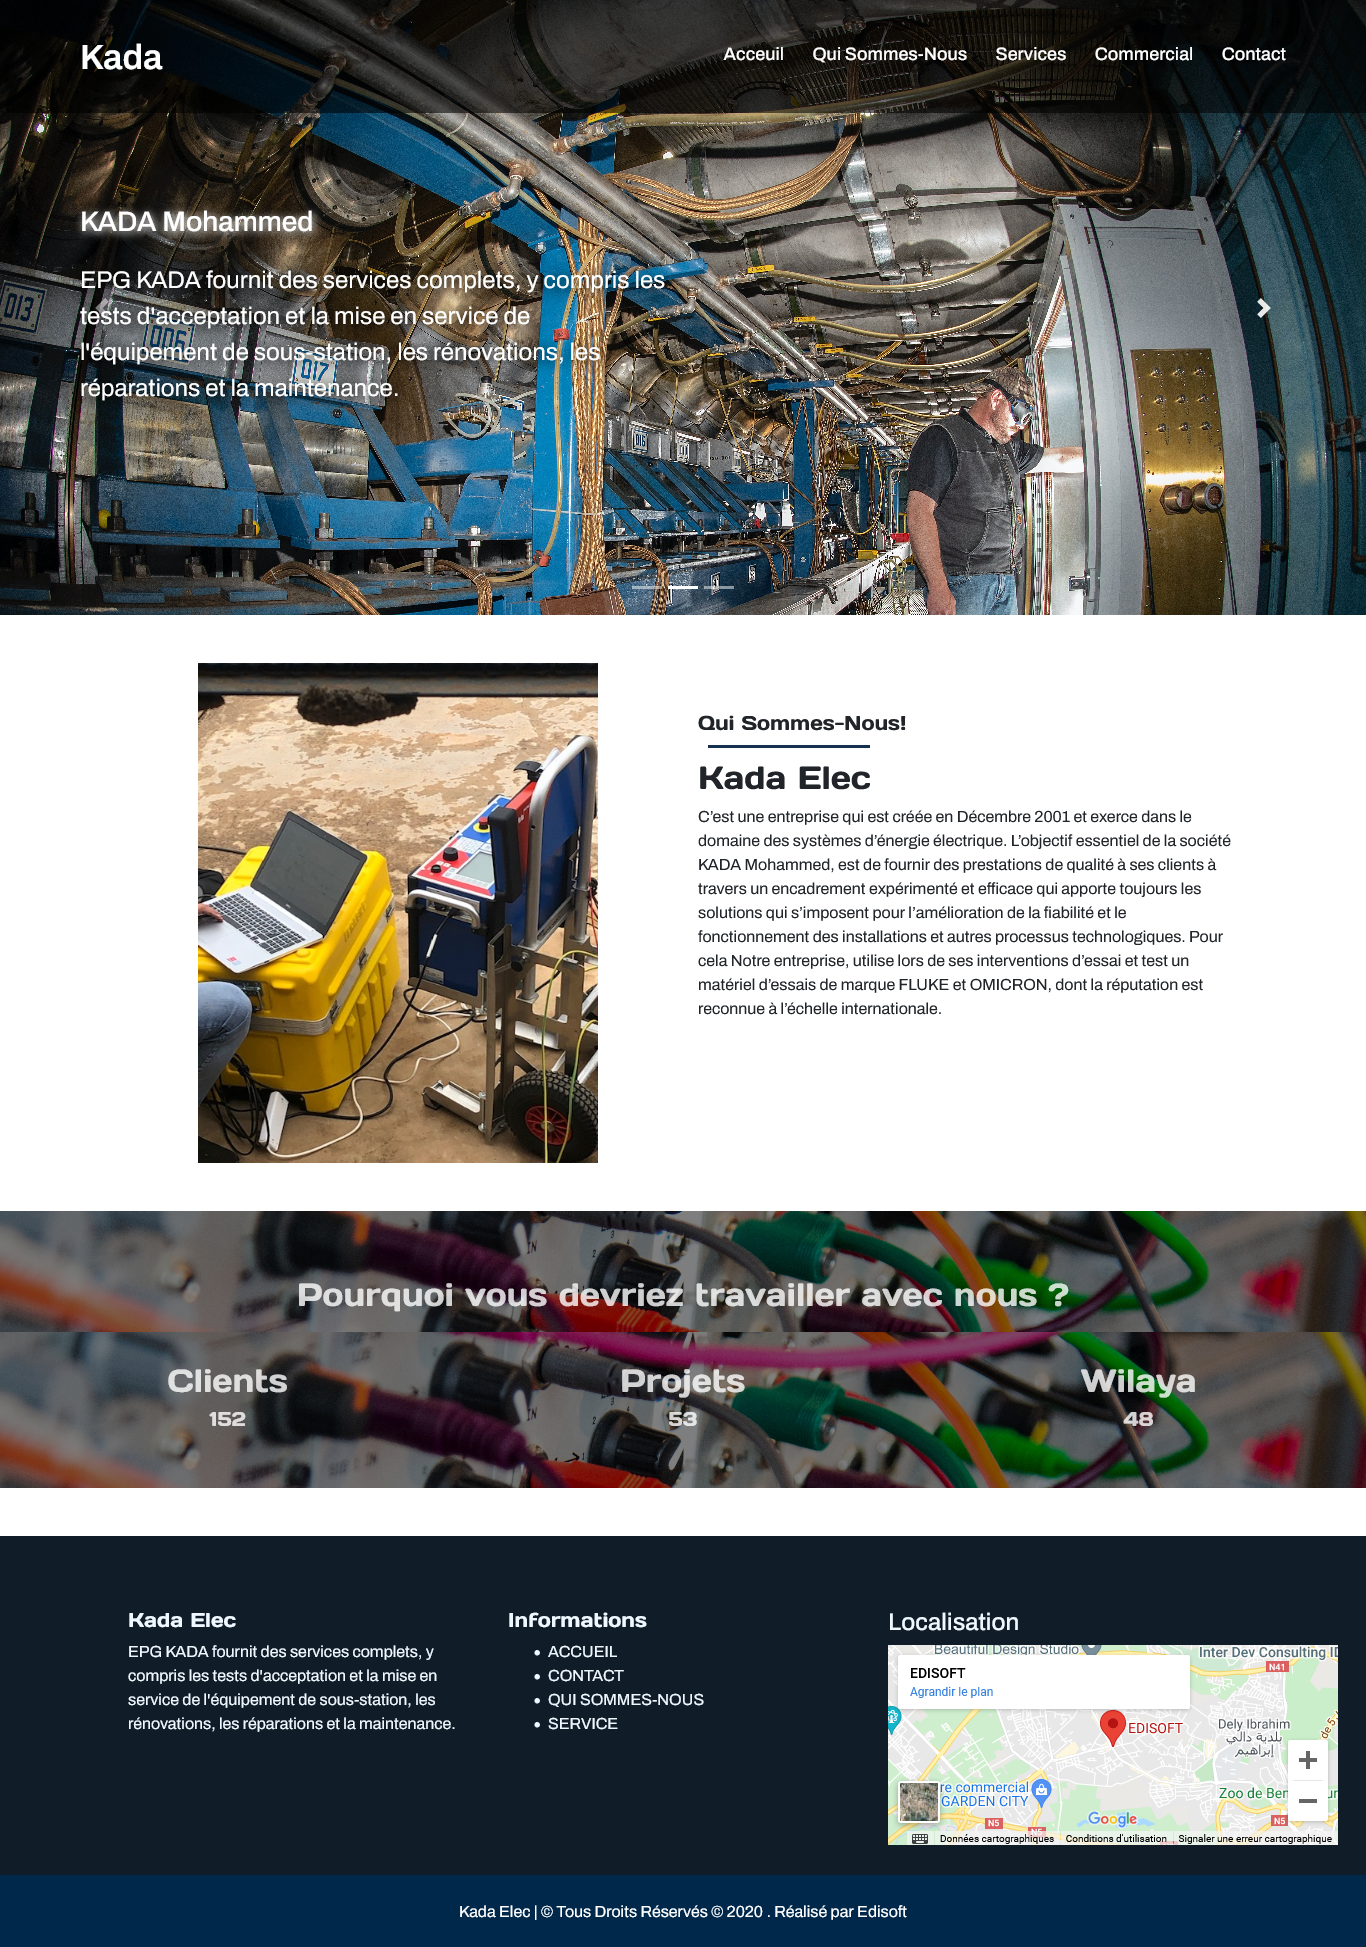 Kada
Acceuil
Qui Sommes-Nous
Services
Commercial
Contact
KADA Mohammed
EPG KADA fournit des services complets, y compris les
tests d'acceptation et la mise en service de
l'équipement de sous-station, les rénovations, les
réparations et la maintenance.
013
006
017
016
Qui Sommes-Nous!
Kada Elec
C’est une entreprise qui est créée en Décembre 2001 et exerce dans le
domaine des systèmes d’énergie électrique. L’objectif essentiel de la société
KADA Mohammed, est de fournir des prestations de qualité à ses clients à
travers un encadrement expérimenté et efficace qui apporte toujours les
solutions qui s’imposent pour l’amélioration de la fiabilité et le
fonctionnement des installations et autres processus technologiques. Pour
cela Notre entreprise, utilise lors de ses interventions d’essai et test un
matériel d’essais de marque FLUKE et OMICRON, dont la réputation est
reconnue à l’échelle internationale.
Pourquoi vous devriez travailler avec nous ?
Clients
152
Projets
53
Wilaya
48
Kada Elec
EPG KADA fournit des services complets, y
compris les tests d'acceptation et la mise en
service de l'équipement de sous-station, les
rénovations, les réparations et la maintenance.
Informations
• ACCUEIL
• CONTACT
• QUI SOMMES-NOUS
• SERVICE
Localisation
Beautiful Design Studio
Inter Dev Consulting
N41
EDISOFT
Agrandir le plan
EDISOFT
Dely Ibrahim
بلدية دالي
إبراهيم
de 5.
re commercial
GARDEN CITY
Zoo de Ben
N5
N5
N5
Google
Données cartographiques
Conditions d'utilisation
Signaler une erreur cartographique
Kada Elec | © Tous Droits Réservés © 2020 . Réalisé par Edisoft